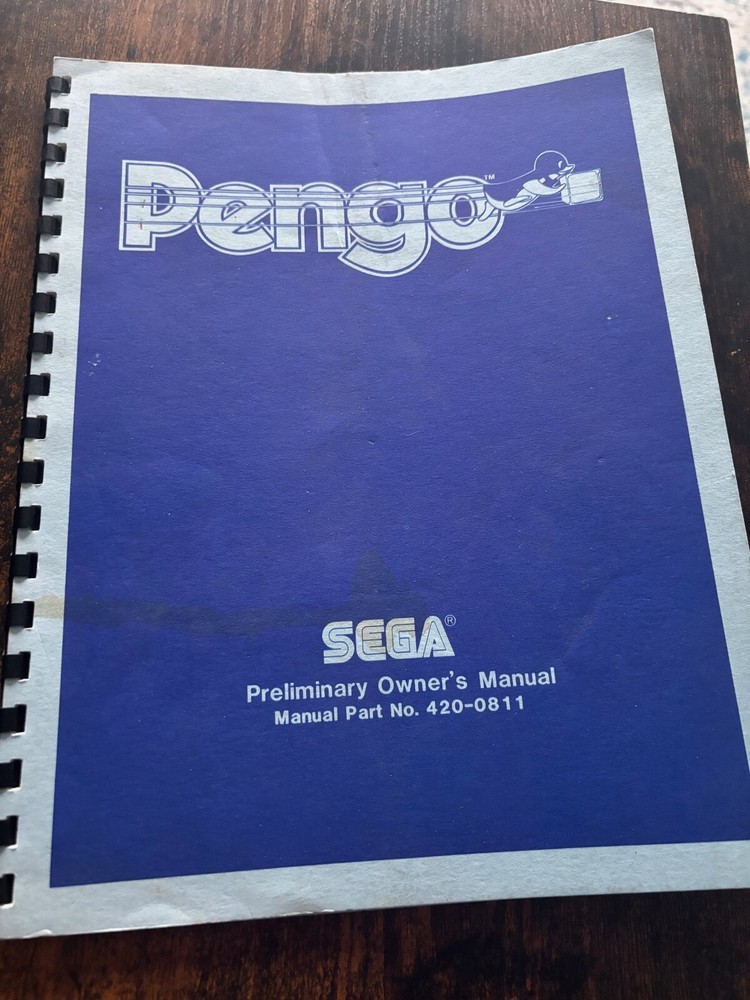 Pengo™
SEGA®
Preliminary Owner's Manual
Manual Part No. 420-0811